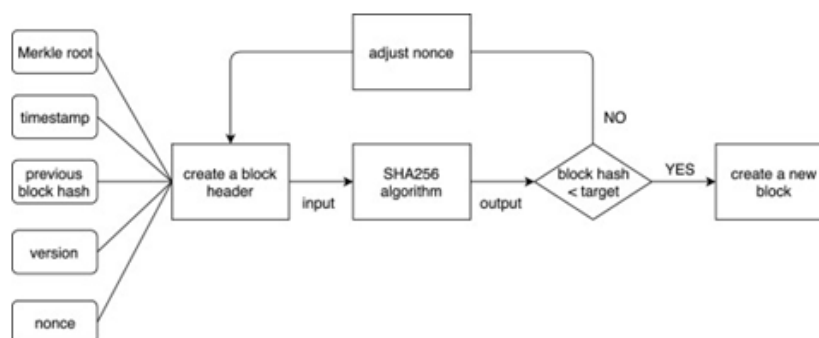 Merkle root
timestamp
previous
block hash
version
nonce
create a block
header
adjust nonce
input
SHA256
algorithm
output
block hash
< target
NO
YES
create a new
block